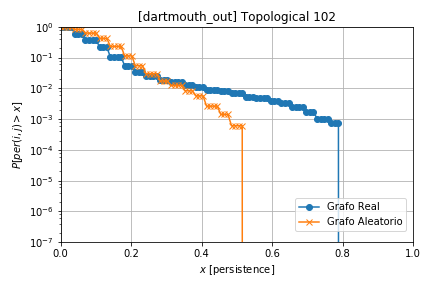 [dartmouth_out] Topological 102
P[per(i,j) > x]
10^0
10^-1
10^-2
10^-3
10^-4
10^-5
10^-6
10^-7
Grafo Real
Grafo Aleatorio
0.0 0.2 0.4 0.6 0.8 1.0
x [persistence]